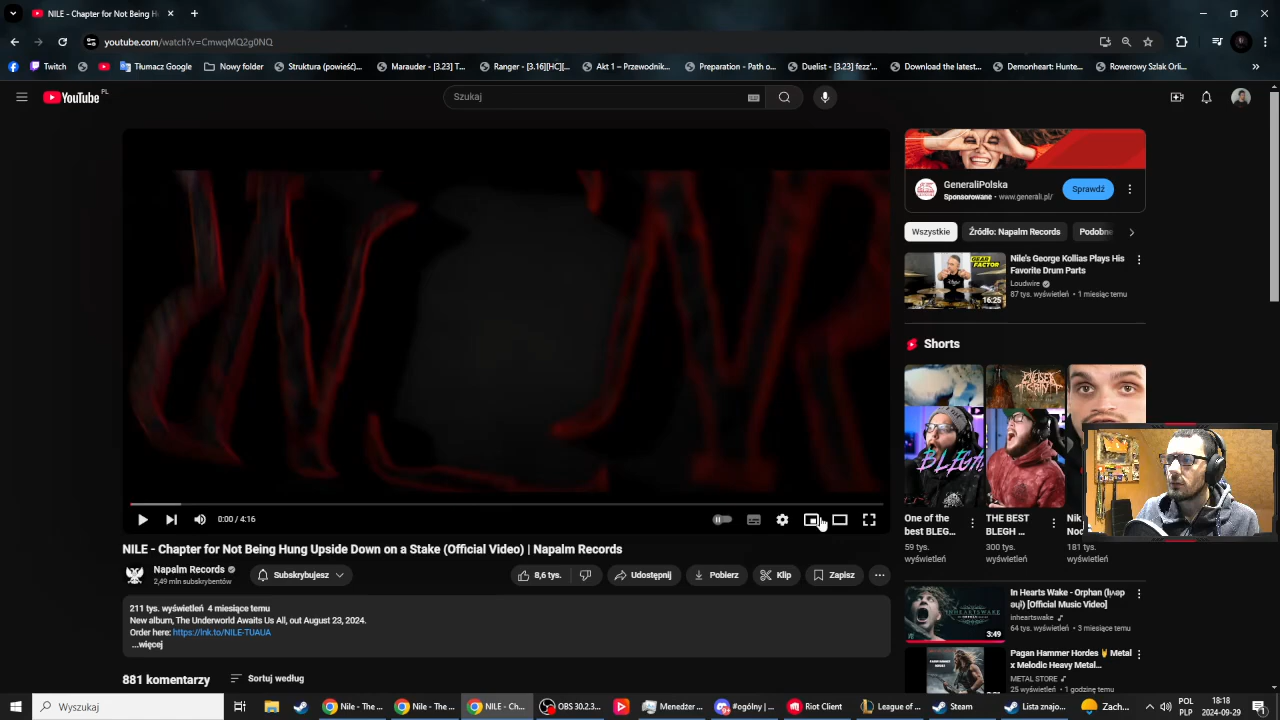 NILE - Chapter for Not Being H
youtube.com/watch?v=CmwqMQ2g0NQ
Twitch
Tłumacz Google
Nowy folder
Struktura (powieść)...
Marauder - [3.23] T...
Ranger - [3.16][HC]...
Akt 1 – Przewodnik...
Preparation - Path o...
Duelist - [3.23] fezz'...
Download the latest...
Demonheart: Hunte...
Rowerowy Szlak Orli...
YouTube PL
Szukaj
GeneraliPolska
Sponsorowane • www.generali.pl/
Sprawdź
Wszystkie
Źródło: Napalm Records
Podobne
GEAR FACTOR
16:25
Nile's George Kollias Plays His
Favorite Drum Parts
Loudwire
87 tys. wyświetleń • 1 miesiąc temu
Shorts
BLEGH
One of the
best BLEG...
59 tys.
wyświetleń
THE BEST
BLEGH ...
300 tys.
wyświetleń
Nik
Noc
181 tys.
wyświetleń
0:00 / 4:16
NILE - Chapter for Not Being Hung Upside Down on a Stake (Official Video) | Napalm Records
Napalm Records
2,49 mln subskrybentów
Subskrybujesz
8,6 tys.
Udostępnij
Pobierz
Klip
Zapisz
211 tys. wyświetleń 4 miesiące temu
New album, The Underworld Awaits Us All, out August 23, 2024.
Order here: https://lnk.to/NILE-TUAUA
...więcej
881 komentarzy
Sortuj według
3:49
In Hearts Wake - Orphan
[Official Music Video]
inheartswake
64 tys. wyświetleń • 3 miesiące temu
Pagan Hammer Hordes 🤘 Metal
x Melodic Heavy Metal...
METAL STORE
25 wyświetleń • 1 godzinę temu
Wyszukaj
Nile - The ...
Nile - The ...
NILE - Ch...
OBS 30.2.3...
Menedżer ...
#ogólny | ...
Riot Client
League of ...
Steam
Lista znajo...
Zach...
POL
PLP
18:18
2024-09-29